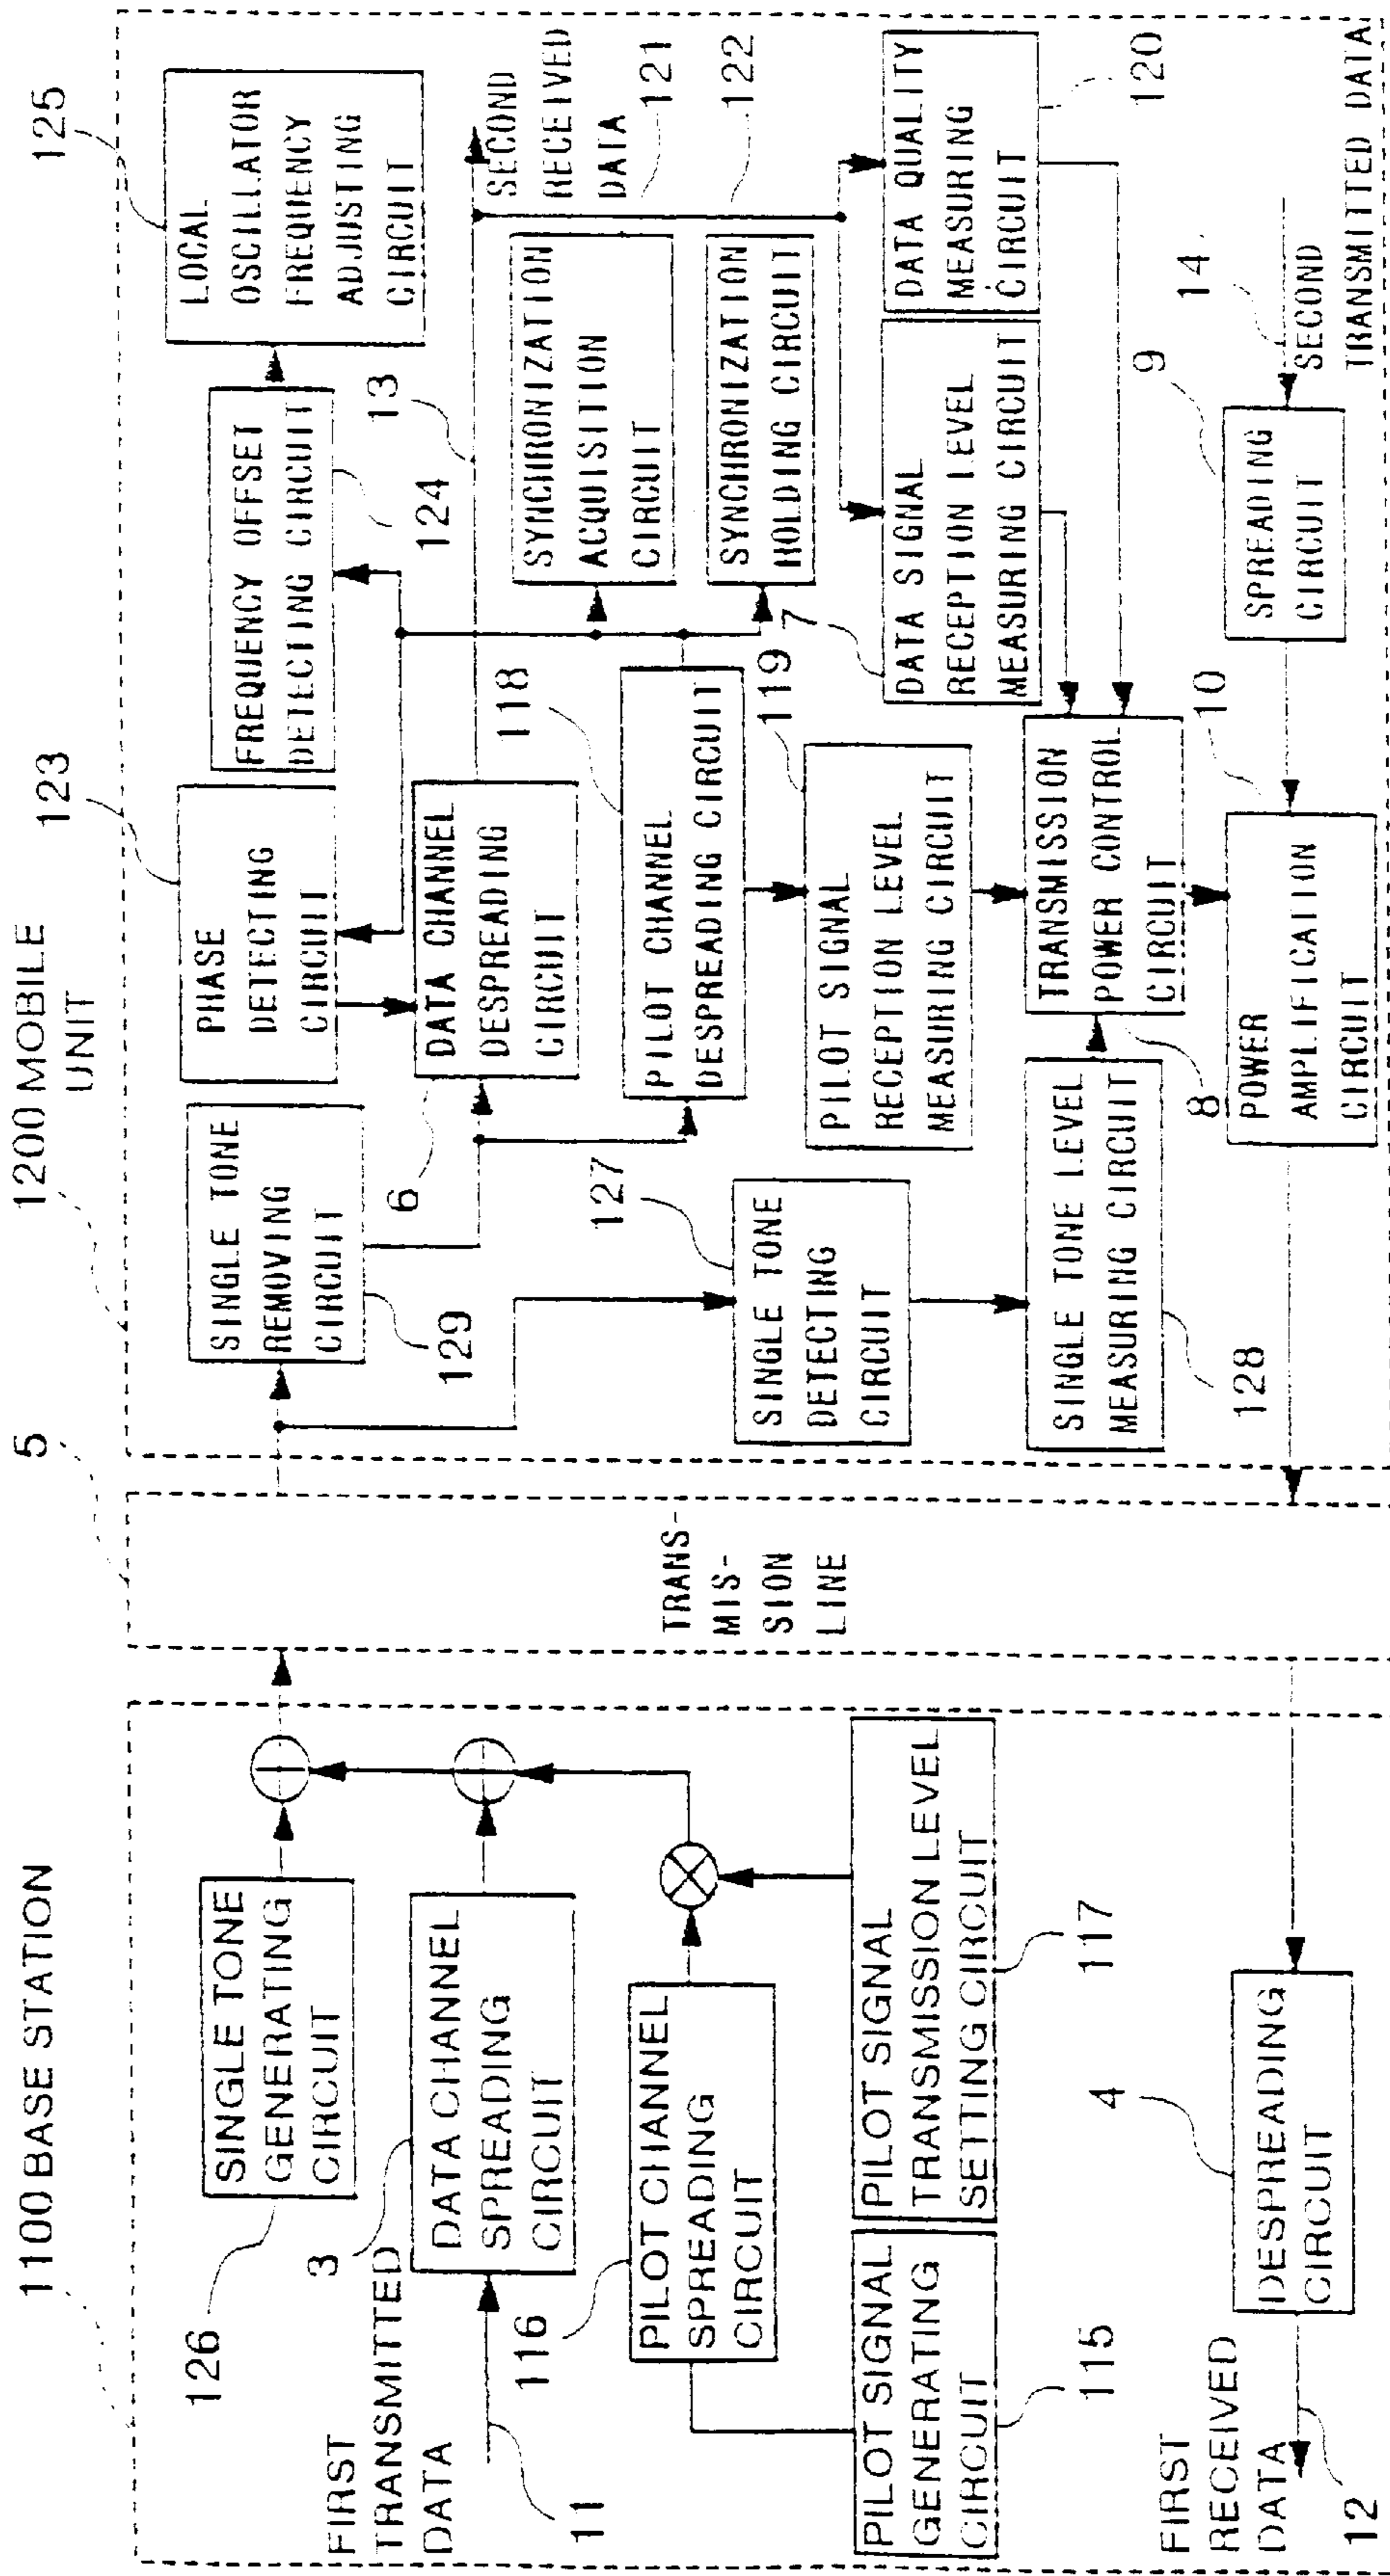 1100 BASE STATION
126
SINGLE TONE
GENERATING
CIRCUIT
FIRST
TRANSMITTED
DATA
11
3
DATA CHANNEL
SPREADING
CIRCUIT
116
PILOT CHANNEL
SPREADING
CIRCUIT
PILOT SIGNAL
GENERATING
CIRCUIT
115
PILOT SIGNAL
TRANSMISSION LEVEL
SETTING CIRCUIT
117
FIRST
RECEIVED
DATA
12
4
DESPREADING
CIRCUIT
5
TRANS-
MIS-
SION
LINE
1200 MOBILE
UNIT
SINGLE TONE
REMOVING
CIRCUIT
129
123
PHASE
DETECTING
CIRCUIT
FREQUENCY OFFSET
DETECTING CIRCUIT
124
125
LOCAL
OSCILLATOR
FREQUENCY
ADJUSTING
CIRCUIT
6
DATA CHANNEL
DESPREADING
CIRCUIT
13
SECOND
RECEIVED
DATA
118
PILOT CHANNEL
DESPREADING CIRCUIT
SYNCHRONIZATION
ACQUISITION
CIRCUIT
121
SYNCHRONIZATION
HOLDING CIRCUIT
122
127
SINGLE TONE
DETECTING
CIRCUIT
119
PILOT SIGNAL
RECEPTION LEVEL
MEASURING CIRCUIT
7
DATA SIGNAL
RECEPTION LEVEL
MEASURING CIRCUIT
DATA QUALITY
MEASURING
CIRCUIT
120
SINGLE TONE LEVEL
MEASURING CIRCUIT
128
TRANSMISSION
POWER CONTROL
CIRCUIT
8
10
POWER
AMPLIFICATION
CIRCUIT
9
SPREADING
CIRCUIT
14
SECOND
TRANSMITTED DATA